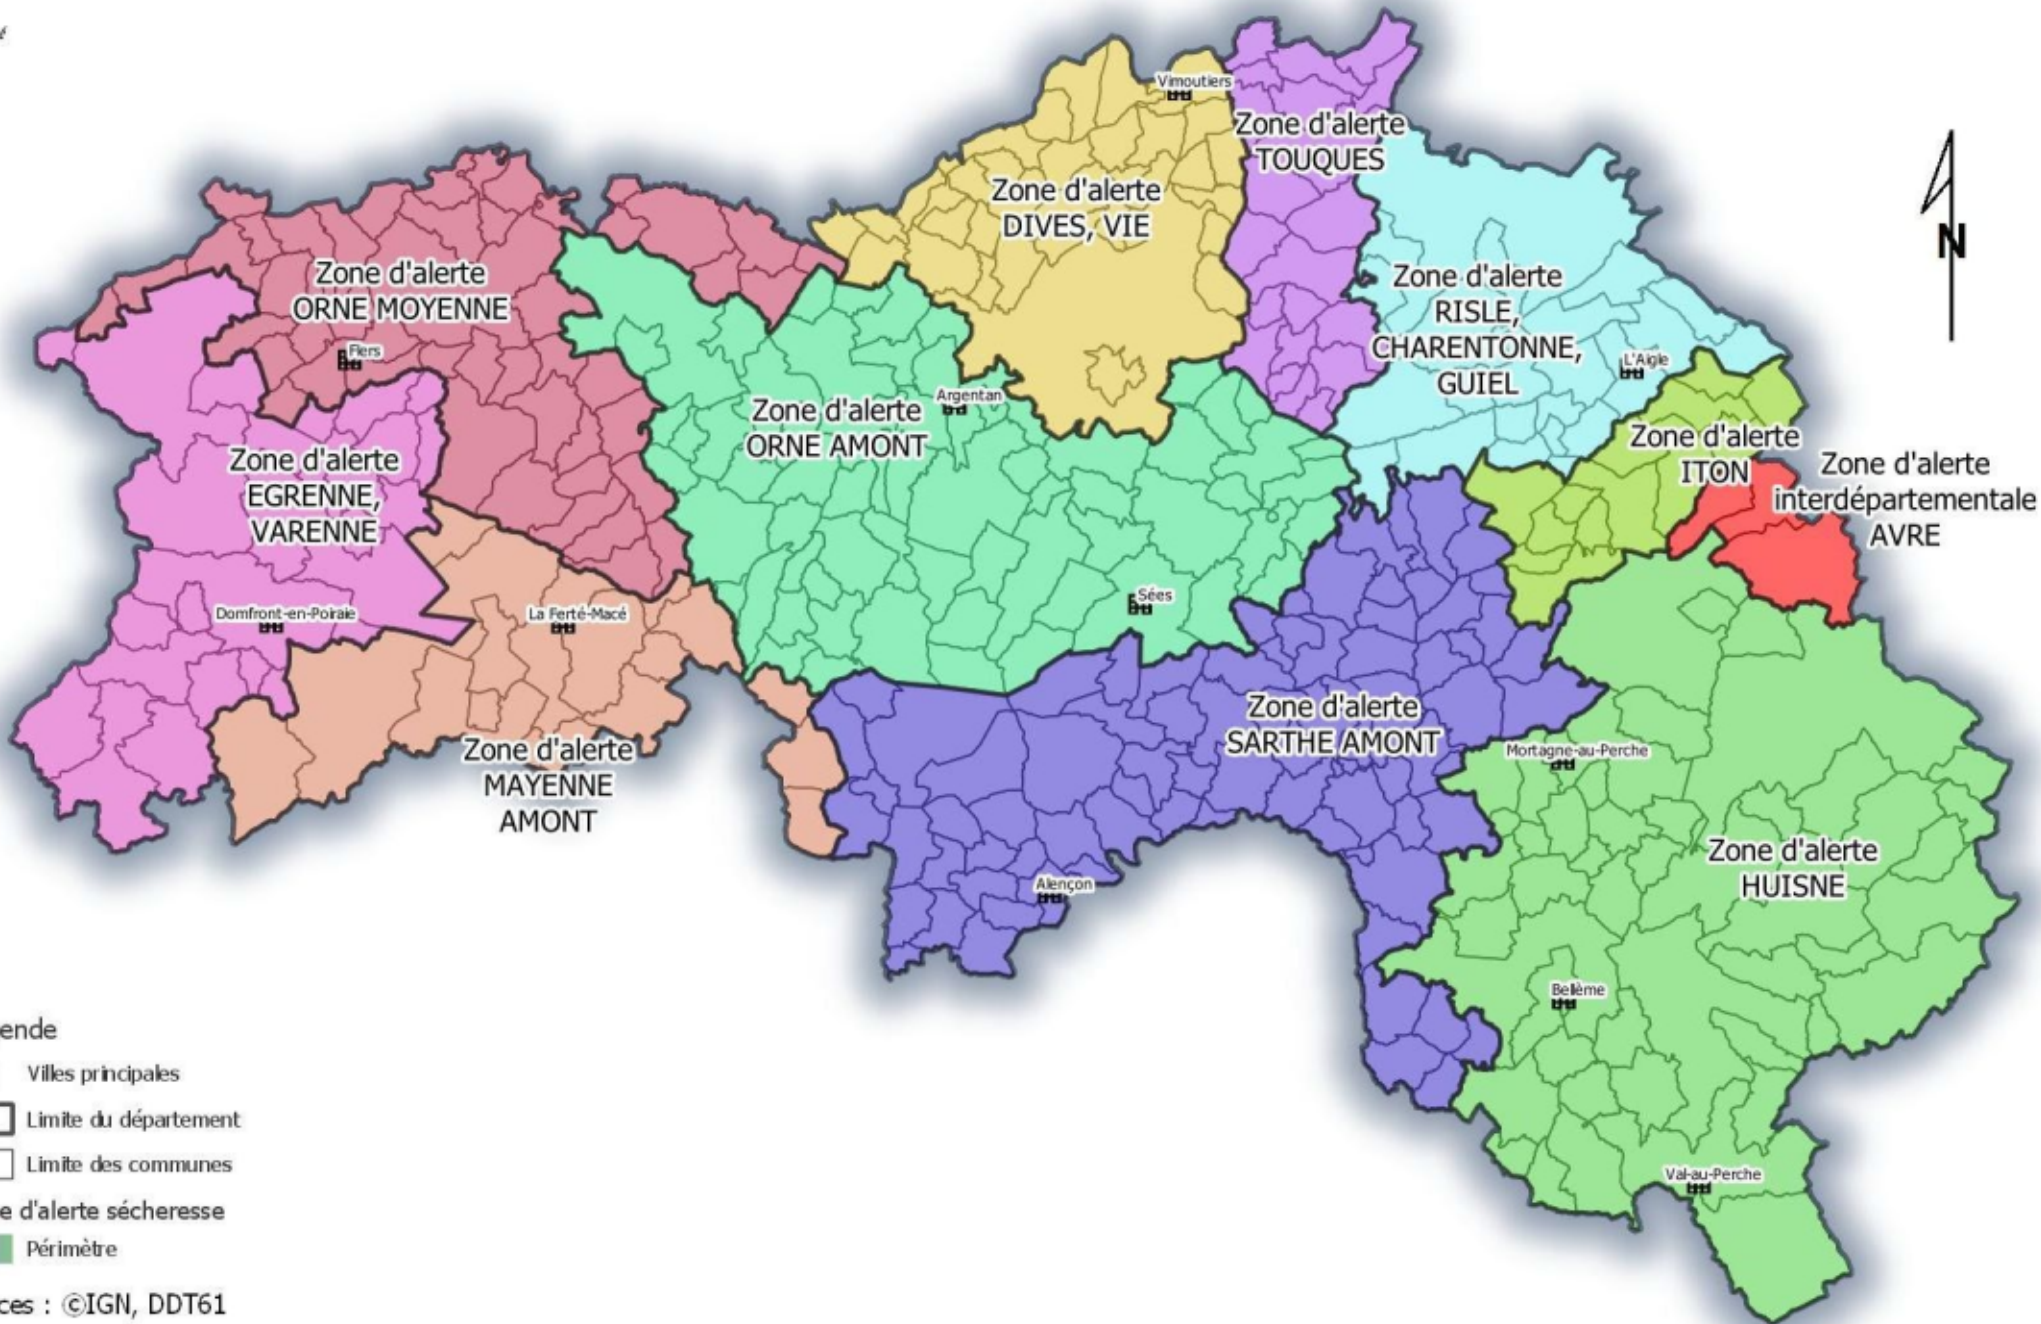 Vimoutiers
Zone d'alerte
TOUQUES
Zone d'alerte
DIVES, VIE
Zone d'alerte
ORNE MOYENNE
Zone d'alerte
RISLE,
CHARENTONNE,
GUIEL
N
Flers
L'Aigle
Argentan
Zone d'alerte
ORNE AMONT
Zone d'alerte
EGRENNE,
VARENNE
Zone d'alerte
ITON
Zone d'alerte
interdépartementale
AVRE
Domfront-en-Poiraie
La Ferté-Macé
Sées
Zone d'alerte
MAYENNE
AMONT
Zone d'alerte
SARTHE AMONT
Mortagne-au-Perche
Zone d'alerte
HUISNE
Alençon
Bellême
Val-au-Perche
ende
Villes principales
Limite du département
Limite des communes
e d'alerte sécheresse
Périmètre
ces : ©IGN, DDT61